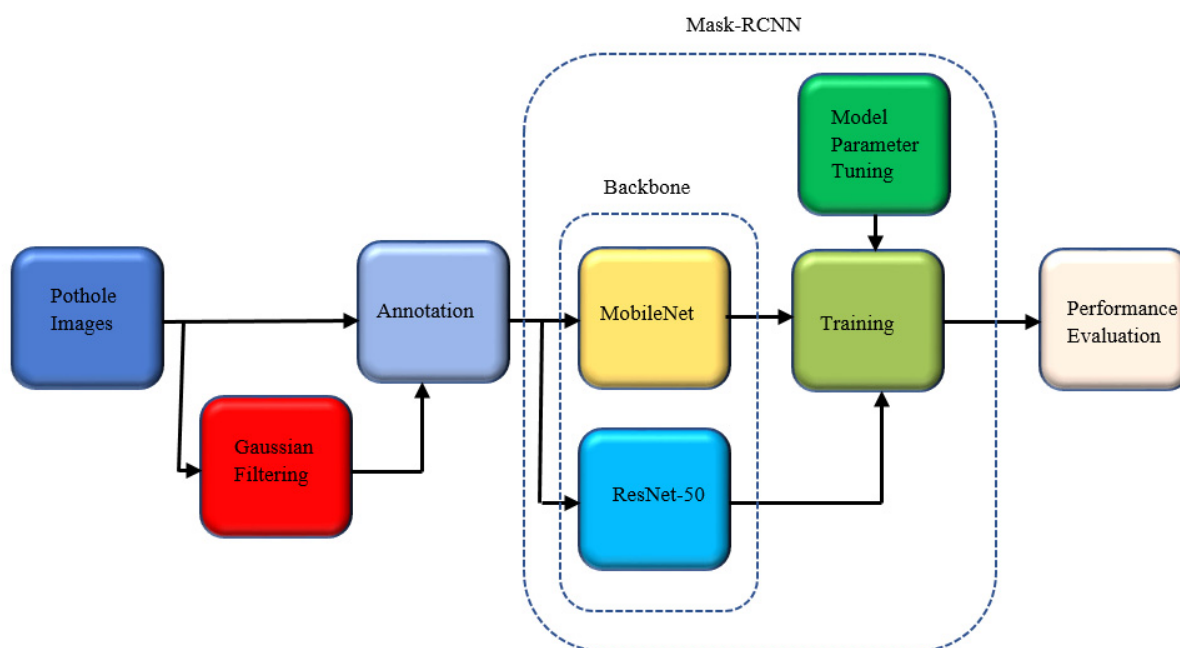 Mask-RCNN
Model
Parameter
Tuning
Backbone
Pothole
Images
Annotation
MobileNet
Training
Performance
Evaluation
Gaussian
Filtering
ResNet-50